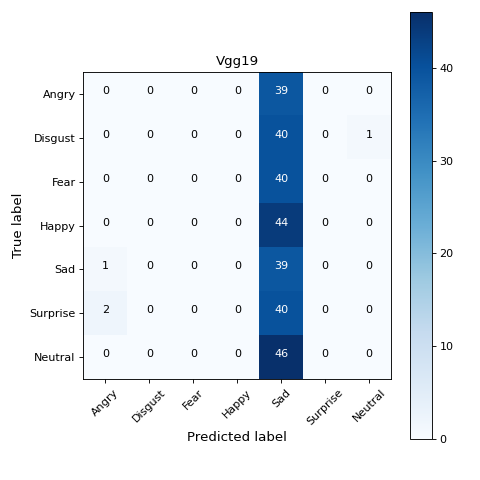 Vgg19
True label
Angry 0 0 0 0 39 0 0
Disgust 0 0 0 0 40 0 1
Fear 0 0 0 0 40 0 0
Happy 0 0 0 0 44 0 0
Sad 1 0 0 0 39 0 0
Surprise 2 0 0 0 40 0 0
Neutral 0 0 0 0 46 0 0
Angry Disgust Fear Happy Sad Surprise Neutral
Predicted label
40
30
20
10
0